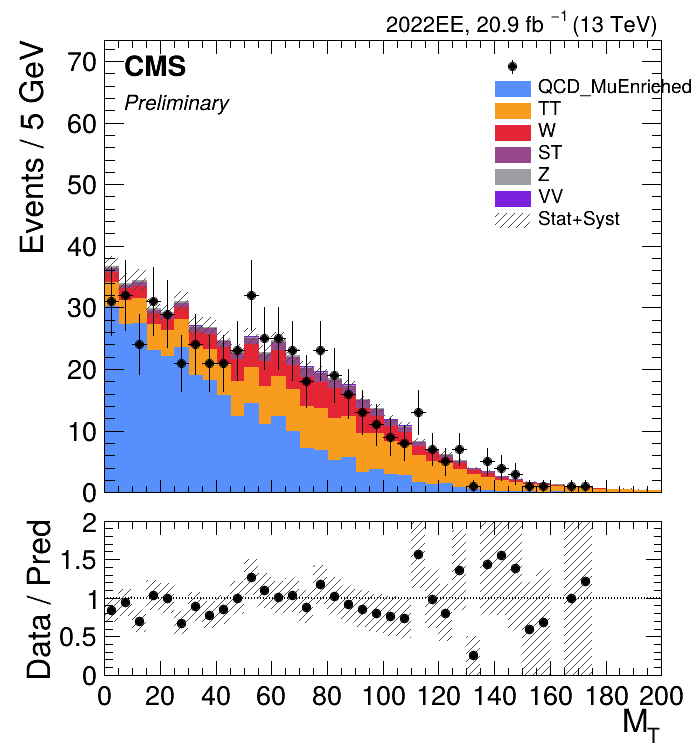 2022EE, 20.9 fb⁻¹ (13 TeV)
CMS
Preliminary
QCD_MuEnriched
TT
W
ST
Z
VV
Stat+Syst
Events / 5 GeV
70
60
50
40
30
20
10
0
Data / Pred
2
1.5
1
0.5
0
0 20 40 60 80 100 120 140 160 180 200
M_T